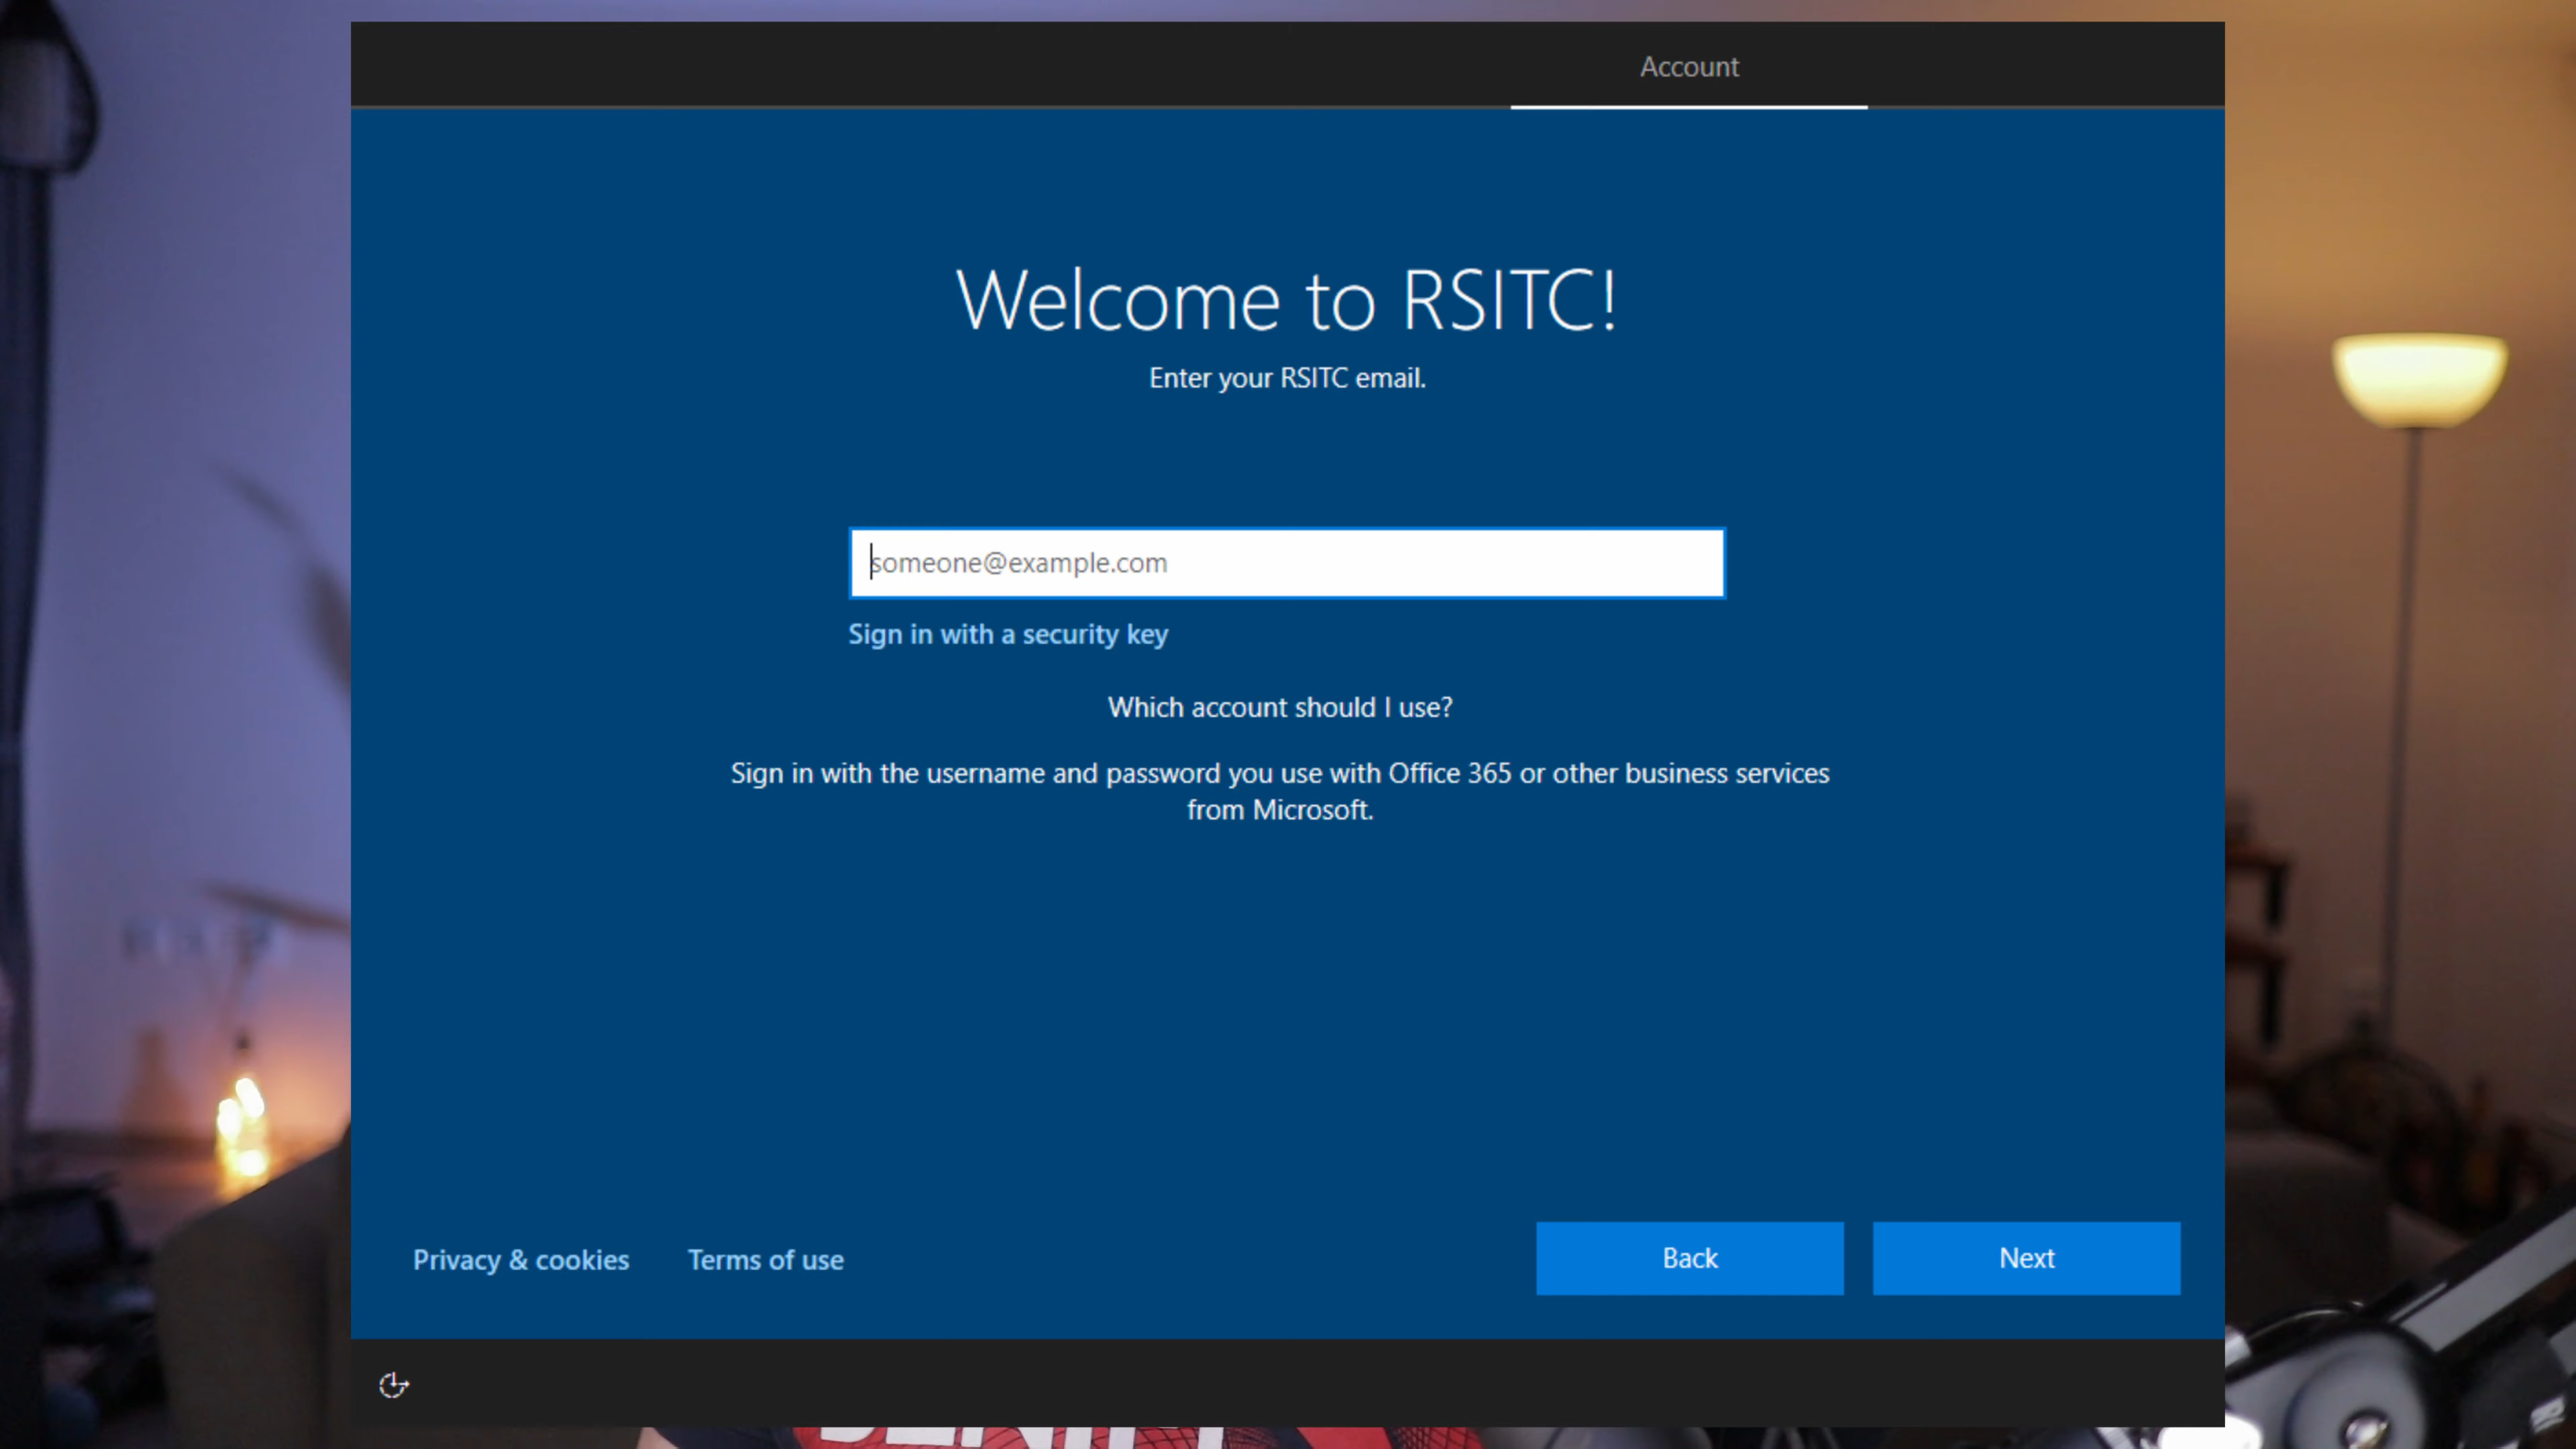 Account
Welcome to RSITC!
Enter your RSITC email.
someone@example.com
Sign in with a security key
Which account should I use?
Sign in with the username and password you use with Office 365 or other business services
from Microsoft.
Privacy & cookies
Terms of use
Back
Next